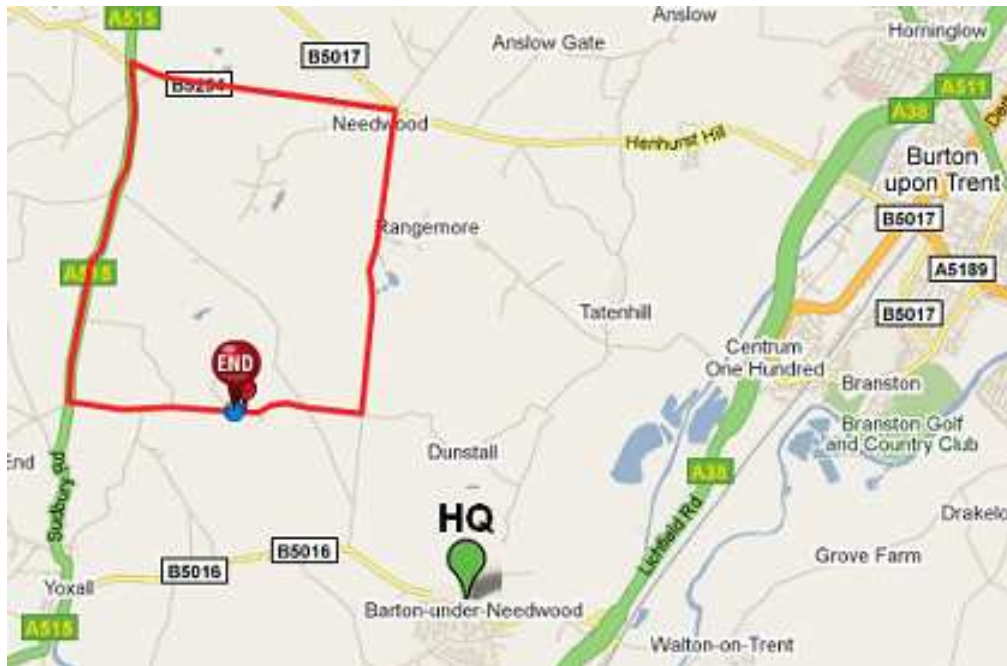 A515
Anslow
Horninglow
Anslow Gate
B5017
A511
B5254
A38
Needwood
Henhurst Hill
Burton
upon Trent
Rangemore
B5017
A5189
A515
Tatenhill
B5017
END
Centrum
One Hundred
Branston
Branston Golf
and Country Club
Dunstall
End
A38
Sudbury Rd
HQ
Lichfield Rd
Grove Farm
B5016
B5016
Yoxall
Barton-under-Needwood
A515
Walton-on-Trent